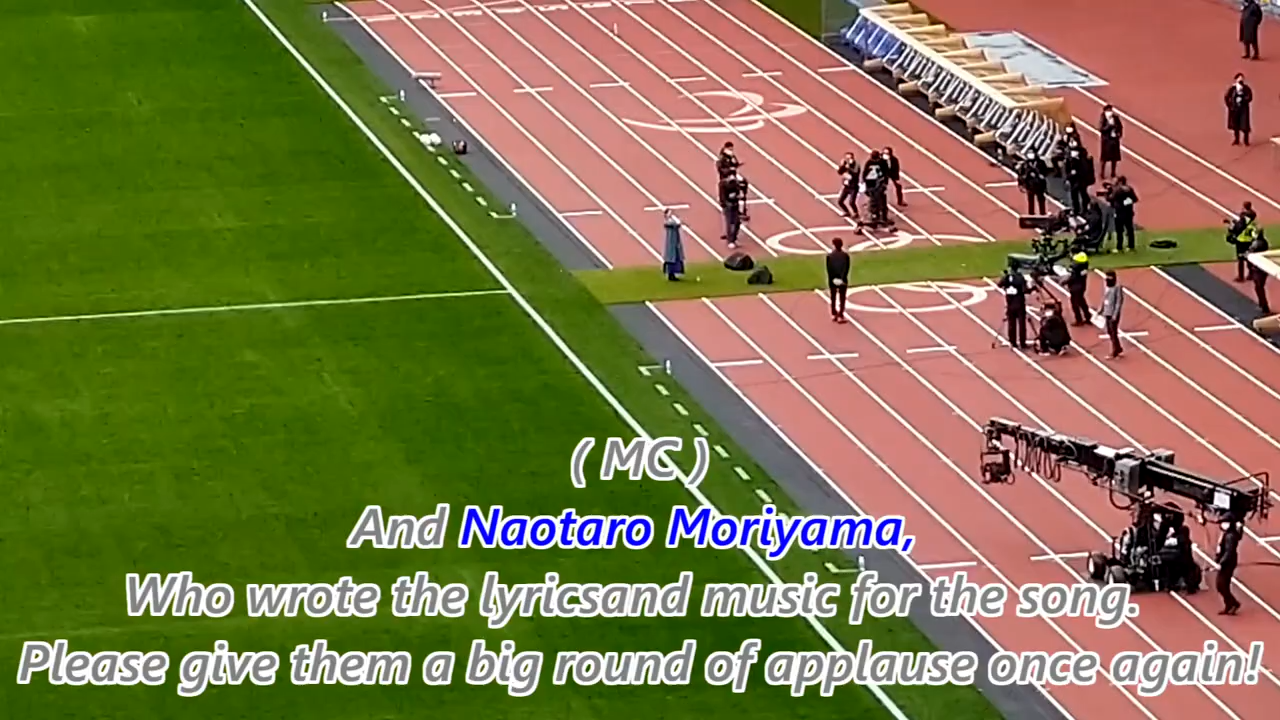 ( MC )
And Naotaro Moriyama,
Who wrote the lyricsand music for the song.
Please give them a big round of applause once again!